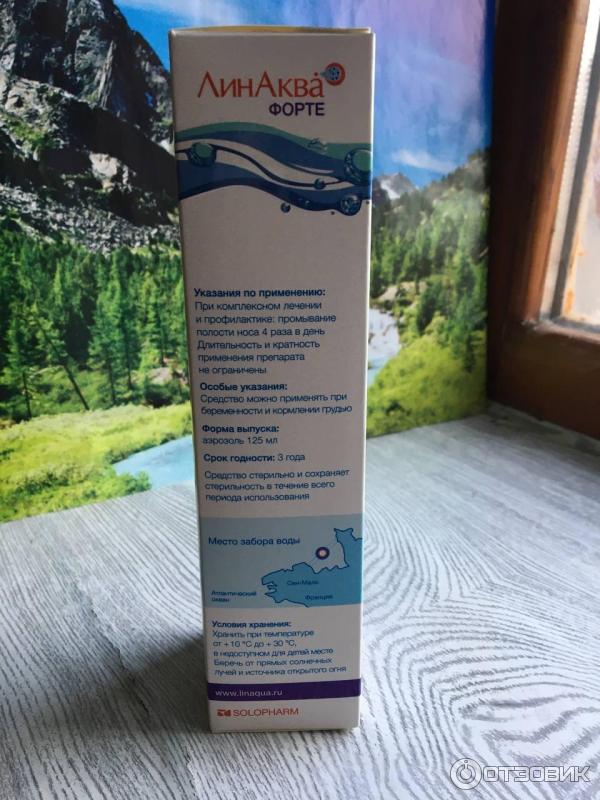 ЛинАква
ФОРТЕ
Указания по применению:
При комплексном лечении
и профилактике: промывание
полости носа 4 раза в день
Длительность и кратность
применения препарата
не ограничены
Особые указания:
Средство можно применять при
беременности и кормлении грудью
Форма выпуска:
аэрозоль 125 мл
Срок годности: 3 года
Средство стерильно и сохраняет
стерильность в течение всего
периода использования
Место забора воды
Сен-Мало
Атлантический
океан
Франция
Условия хранения:
Хранить при температуре
от +10 °С до +30 °С,
в недоступном для детей месте
Беречь от прямых солнечных
лучей и источника открытого огня
www.linaqua.ru
SOLOPHARM
ОТЗОВИК